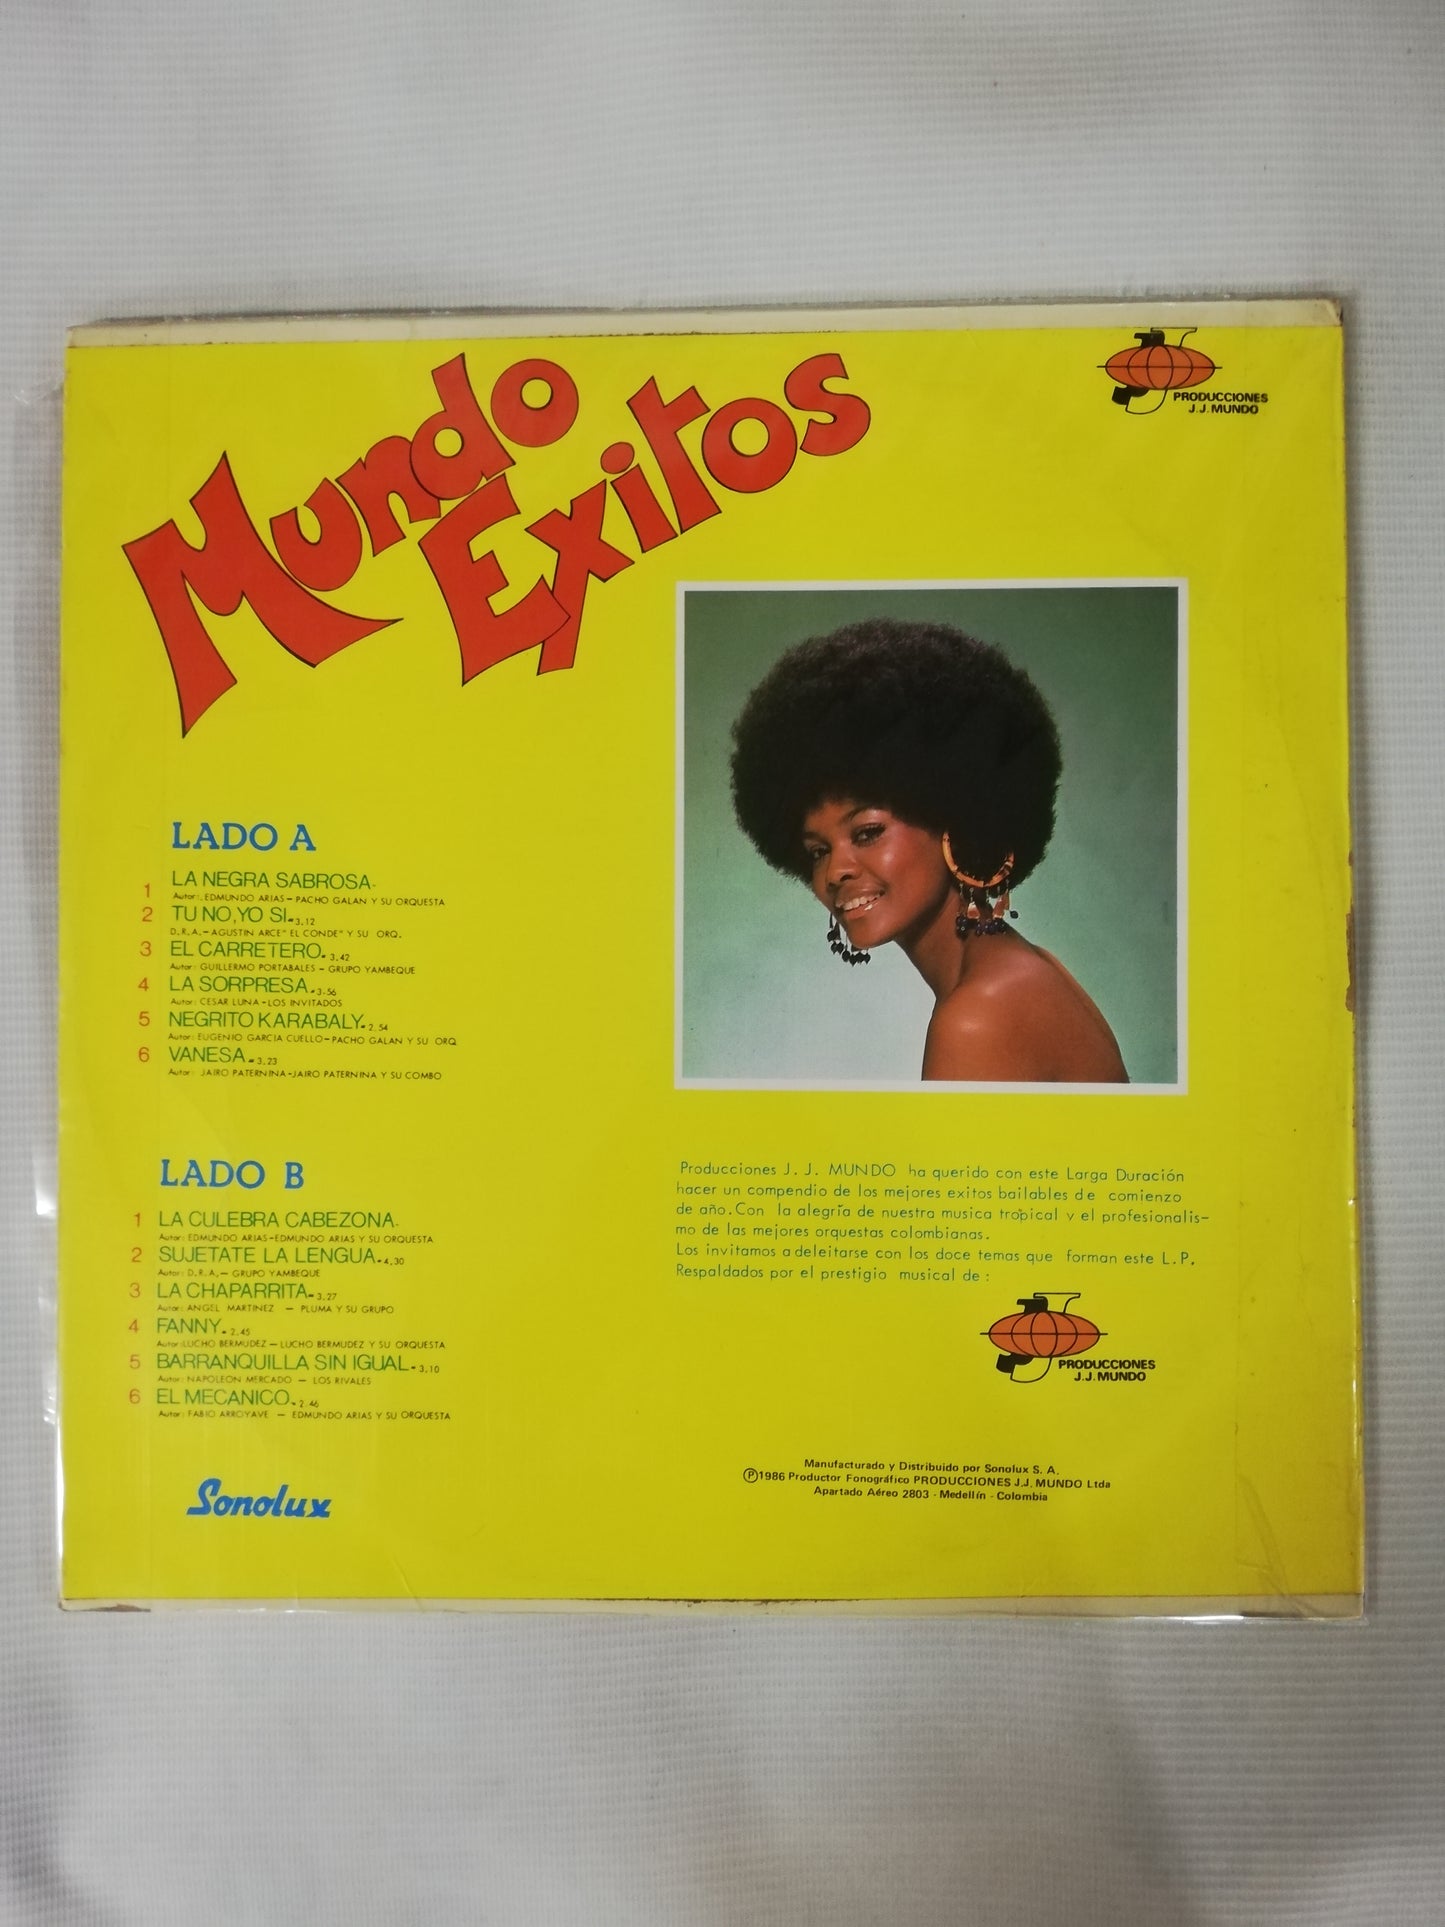 Mundo
Exitos
PRODUCCIONES
J.J. MUNDO
LADO A
1 LA NEGRA SABROSA-
Autor:. EDMUNDO ARIAS- PACHO GALAN Y SU ORQUESTA
2 TU NO, YO SI-3,12
D.R.A.- AGUSTIN ARCE" EL CONDE" Y SU ORQ.
3 EL CARRETERO- 3,42
Autor: GUILLERMO PORTABALES - GRUPO YAMBEQUE
4 LA SORPRESA-3-56
Autor: CESAR LUNA -LOS INVITADOS
5 NEGRITO KARABALY- 2,54
Autor: EUGENIO GARCIA CUELLO-PACHO GALAN Y SU ORQ
6 VANESA- 3,23
Autor: JAIRO PATERNINA-JAIRO PATERNINA Y SU COMBO
LADO B
1 LA CULEBRA CABEZONA-
Autor: EDMUNDO ARIAS-EDMUNDO ARIAS Y SU ORQUESTA
2 SUJETATE LA LENGUA-4,30
Autor: D.R.A,- GRUPO YAMBEQUE
3 LA CHAPARRITA- 3,27
Autor: ANGEL MARTINEZ - PLUMA Y SU GRUPO
4 FANNY- 2,45
Autor:LUCHO BERMUDEZ - LUCHO BERMUDEZ Y SU ORQUESTA
5 BARRANQUILLA SIN IGUAL- 3,10
Autor: NAPOLEON MERCADO - LOS RIVALES
6 EL MECANICO- 2,46
Autor: FABIO ARROYAVE - EDMUNDO ARIAS Y SU ORQUESTA
Sonolux
Producciones J. J. MUNDO ha querido con este Larga Duración
hacer un compendio de los mejores exitos bailables de comienzo
de año. Con la alegría de nuestra musica tropical y el profesionalis-
mo de las mejores orquestas colombianas.
Los invitamos a deleitarse con los doce temas que forman este L.P.
Respaldados por el prestigio musical de :
PRODUCCIONES
J.J. MUNDO
Manufacturado y Distribuido por Sonolux S. A.
Ⓟ1986 Productor Fonográfico PRODUCCIONES J.J. MUNDO Ltda
Apartado Aéreo 2803 - Medellín - Colombia